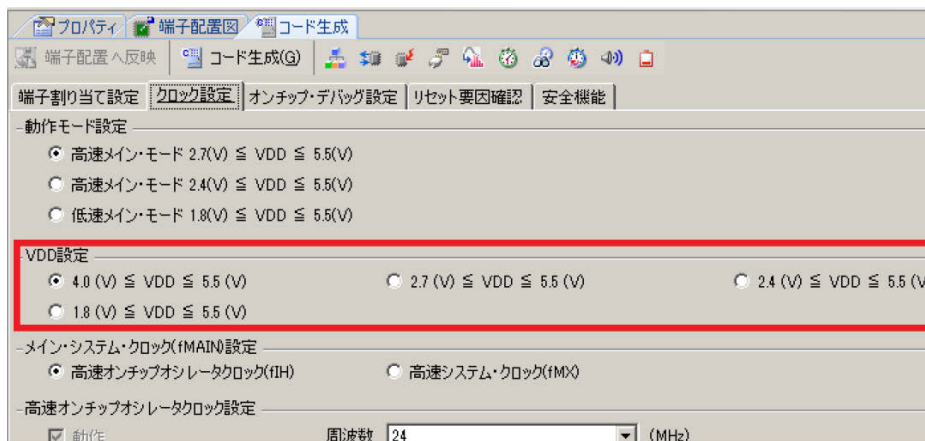 プロパティ 端子配置図 コード生成
端子配置へ反映 コード生成(G)
端子割り当て設定 クロック設定 オンチップ・デバッグ設定 リセット要因確認 安全機能
動作モード設定
高速メイン・モード 2.7(V) ≦ VDD ≦ 5.5(V)
高速メイン・モード 2.4(V) ≦ VDD ≦ 5.5(V)
低速メイン・モード 1.8(V) ≦ VDD ≦ 5.5(V)
VDD設定
4.0 (V) ≦ VDD ≦ 5.5 (V) 2.7 (V) ≦ VDD ≦ 5.5 (V) 2.4 (V) ≦ VDD ≦ 5.5 (V
1.8 (V) ≦ VDD ≦ 5.5 (V)
メイン・システム・クロック(fMAIN)設定
高速オンチップオシレータクロック(fIH) 高速システム・クロック(fMX)
高速オンチップオシレータクロック設定
動作 周波数 24 (MHz)